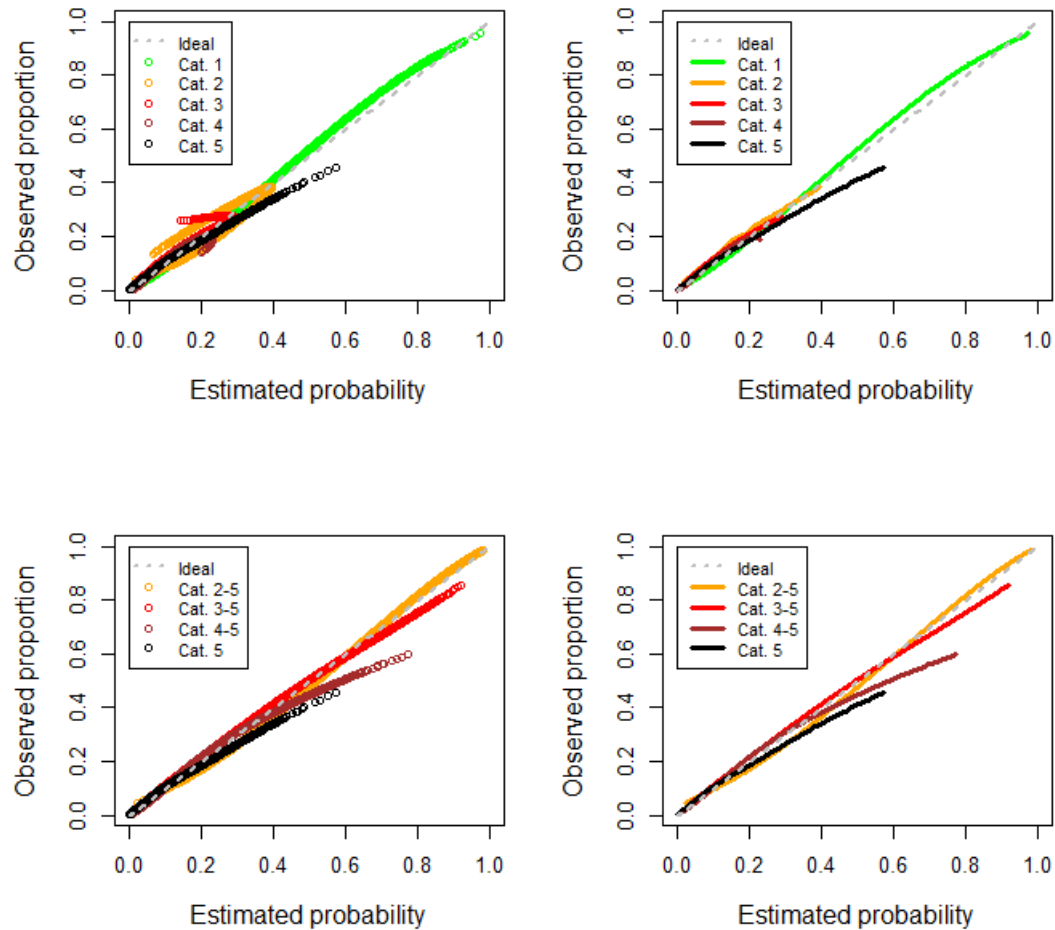 Observed proportion
1.0
0.8
0.6
0.4
0.2
0.0
Ideal
Cat. 1
Cat. 2
Cat. 3
Cat. 4
Cat. 5
0.0 0.2 0.4 0.6 0.8 1.0
Estimated probability
Observed proportion
1.0
0.8
0.6
0.4
0.2
0.0
Ideal
Cat. 1
Cat. 2
Cat. 3
Cat. 4
Cat. 5
0.0 0.2 0.4 0.6 0.8 1.0
Estimated probability
Observed proportion
1.0
0.8
0.6
0.4
0.2
0.0
Ideal
Cat. 2-5
Cat. 3-5
Cat. 4-5
Cat. 5
0.0 0.2 0.4 0.6 0.8 1.0
Estimated probability
Observed proportion
1.0
0.8
0.6
0.4
0.2
0.0
Ideal
Cat. 2-5
Cat. 3-5
Cat. 4-5
Cat. 5
0.0 0.2 0.4 0.6 0.8 1.0
Estimated probability